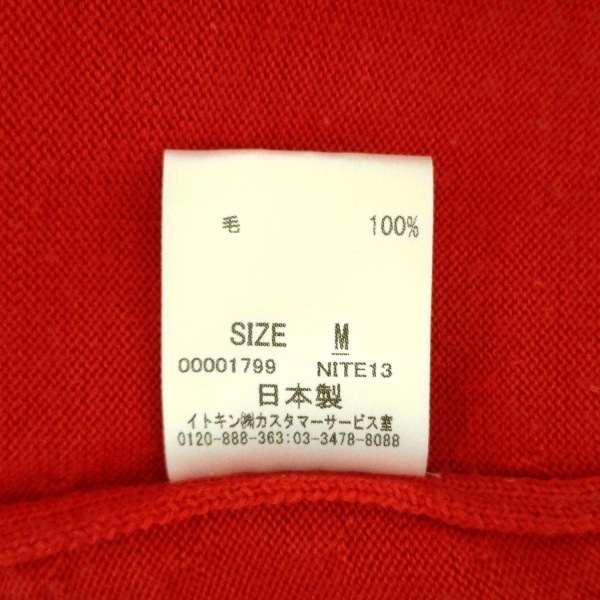 毛 100%
SIZE M
00001799 NITE13
日本製
イトキン㈱カスタマーサービス室
0120-888-363:03-3478-8088